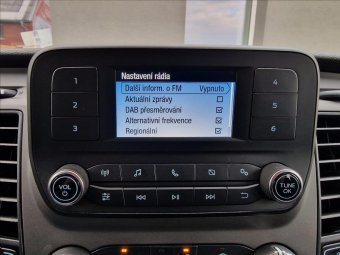 Nastavení rádia
Další inform. o FM Vypnuto
Aktuální zprávy
DAB přesměrování
Alternativní frekvence
Regionální
1
2
3
4
5
6
VOL
TUNE
OK